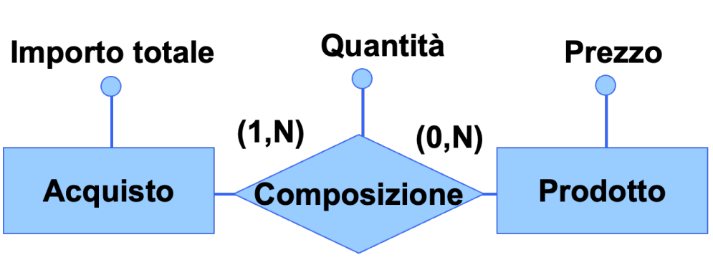 Importo totale
Quantità
Prezzo
(1,N)
(0,N)
Acquisto
Composizione
Prodotto